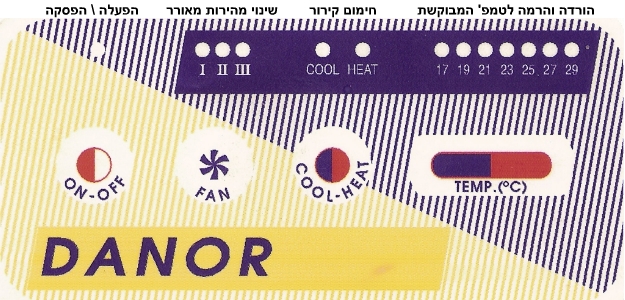 הורדה והרמה לטמפ' המבוקשת חימום קירור שינוי מהירות מאורר הפעלה \ הפסקה
I II III COOL HEAT 17 19 21 23 25 27 29
ON-OFF FAN COOL-HEAT TEMP.(°C)
DANOR